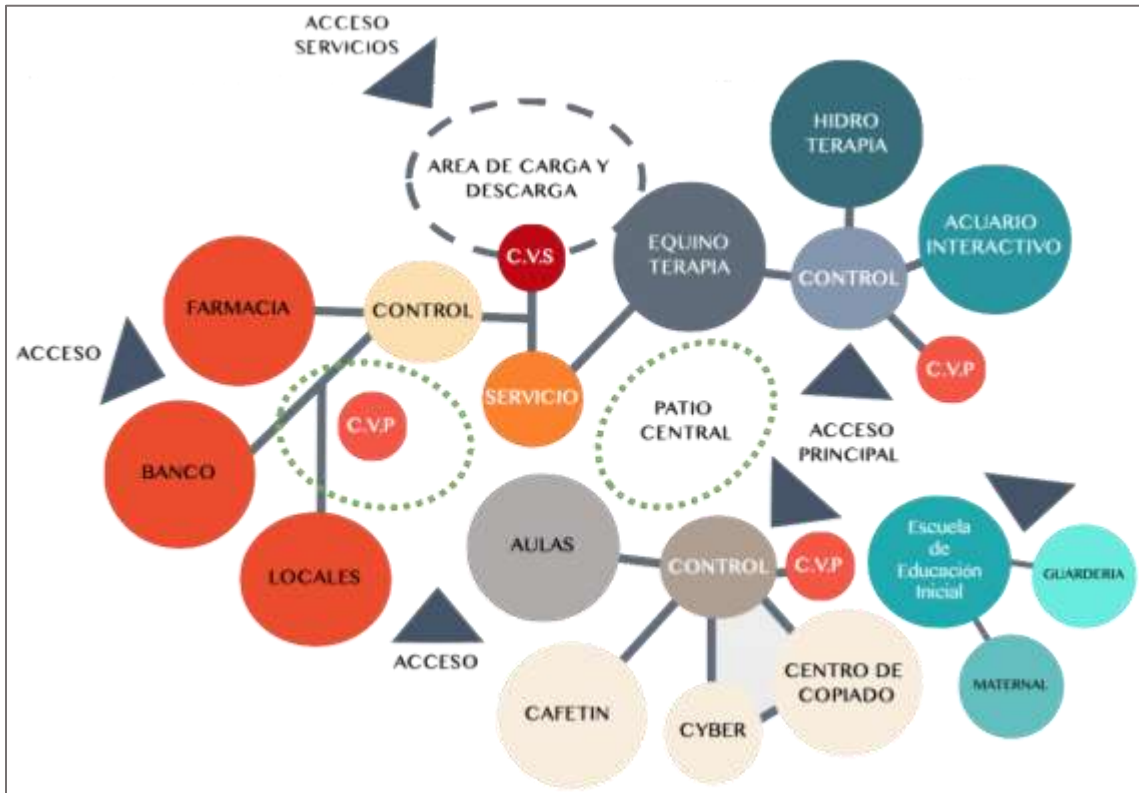 ACCESO
SERVICIOS
HIDRO
TERAPIA
AREA DE CARGA Y
DESCARGA
C.V.S
EQUINO
TERAPIA
CONTROL
ACUARIO
INTERACTIVO
FARMACIA
CONTROL
ACCESO
SERVICIO
C.V.P
C.V.P
PATIO
CENTRAL
ACCESO
PRINCIPAL
BANCO
AULAS
CONTROL
C.V.P
Escuela
de
Educación
Inicial
GUARDERIA
LOCALES
ACCESO
CAFETIN
CYBER
CENTRO DE
COPIADO
MATERNAL